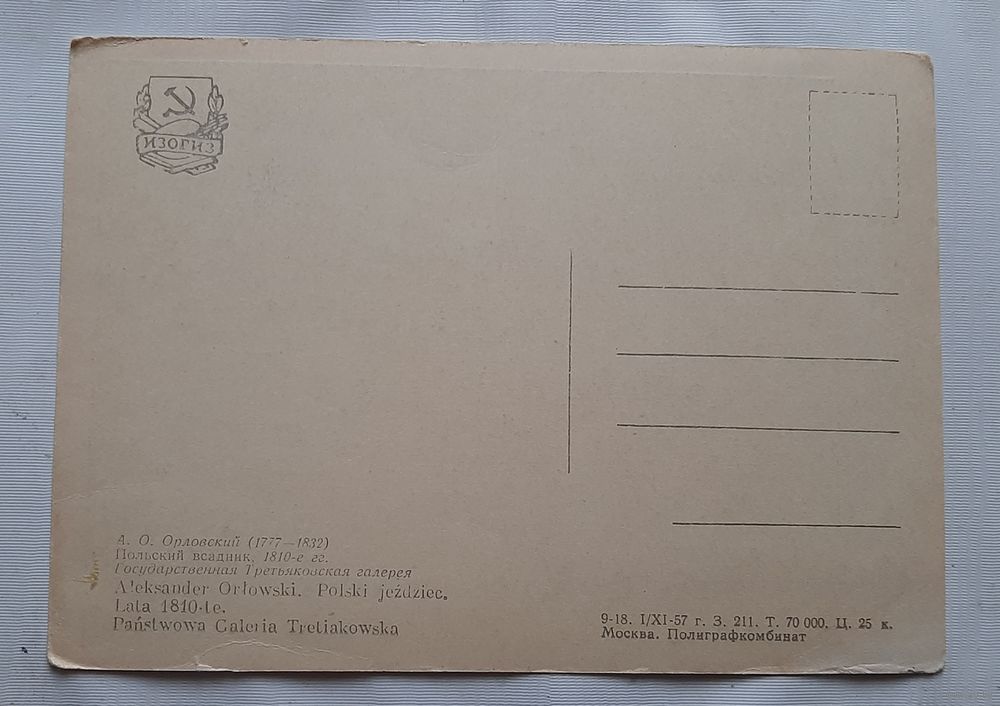 ИЗОГИЗ
А. О. Орловский (1777—1832)
Польский всадник. 1810-е гг.
Государственная Третьяковская галерея
Aleksander Orłowski. Polski jeździec.
Lata 1810-te.
Państwowa Galeria Tretiakowska
9-18. I/XI-57 г. З. 211. Т. 70 000. Ц. 25 к.
Москва. Полиграфкомбинат